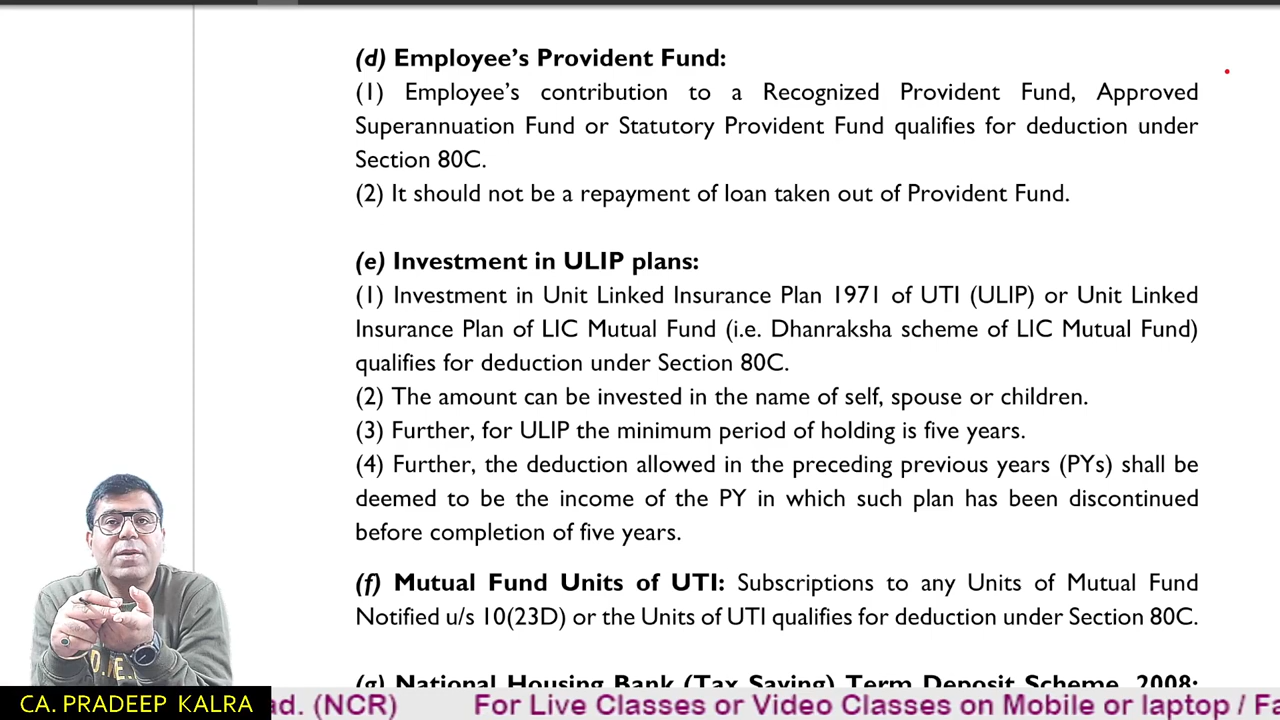 (d) Employee's Provident Fund:
(1) Employee's contribution to a Recognized Provident Fund, Approved
Superannuation Fund or Statutory Provident Fund qualifies for deduction under
Section 80C.
(2) It should not be a repayment of loan taken out of Provident Fund.
(e) Investment in ULIP plans:
(1) Investment in Unit Linked Insurance Plan 1971 of UTI (ULIP) or Unit Linked
Insurance Plan of LIC Mutual Fund (i.e. Dhanraksha scheme of LIC Mutual Fund)
qualifies for deduction under Section 80C.
(2) The amount can be invested in the name of self, spouse or children.
(3) Further, for ULIP the minimum period of holding is five years.
(4) Further, the deduction allowed in the preceding previous years (PYs) shall be
deemed to be the income of the PY in which such plan has been discontinued
before completion of five years.
(f) Mutual Fund Units of UTI: Subscriptions to any Units of Mutual Fund
Notified u/s 10(23D) or the Units of UTI qualifies for deduction under Section 80C.
(g) National Housing Bank (Tax Saving) Term Deposit Scheme, 2008:
CA. PRADEEP KALRA
ad. (NCR) For Live Classes or Video Classes on Mobile or laptop / Fa